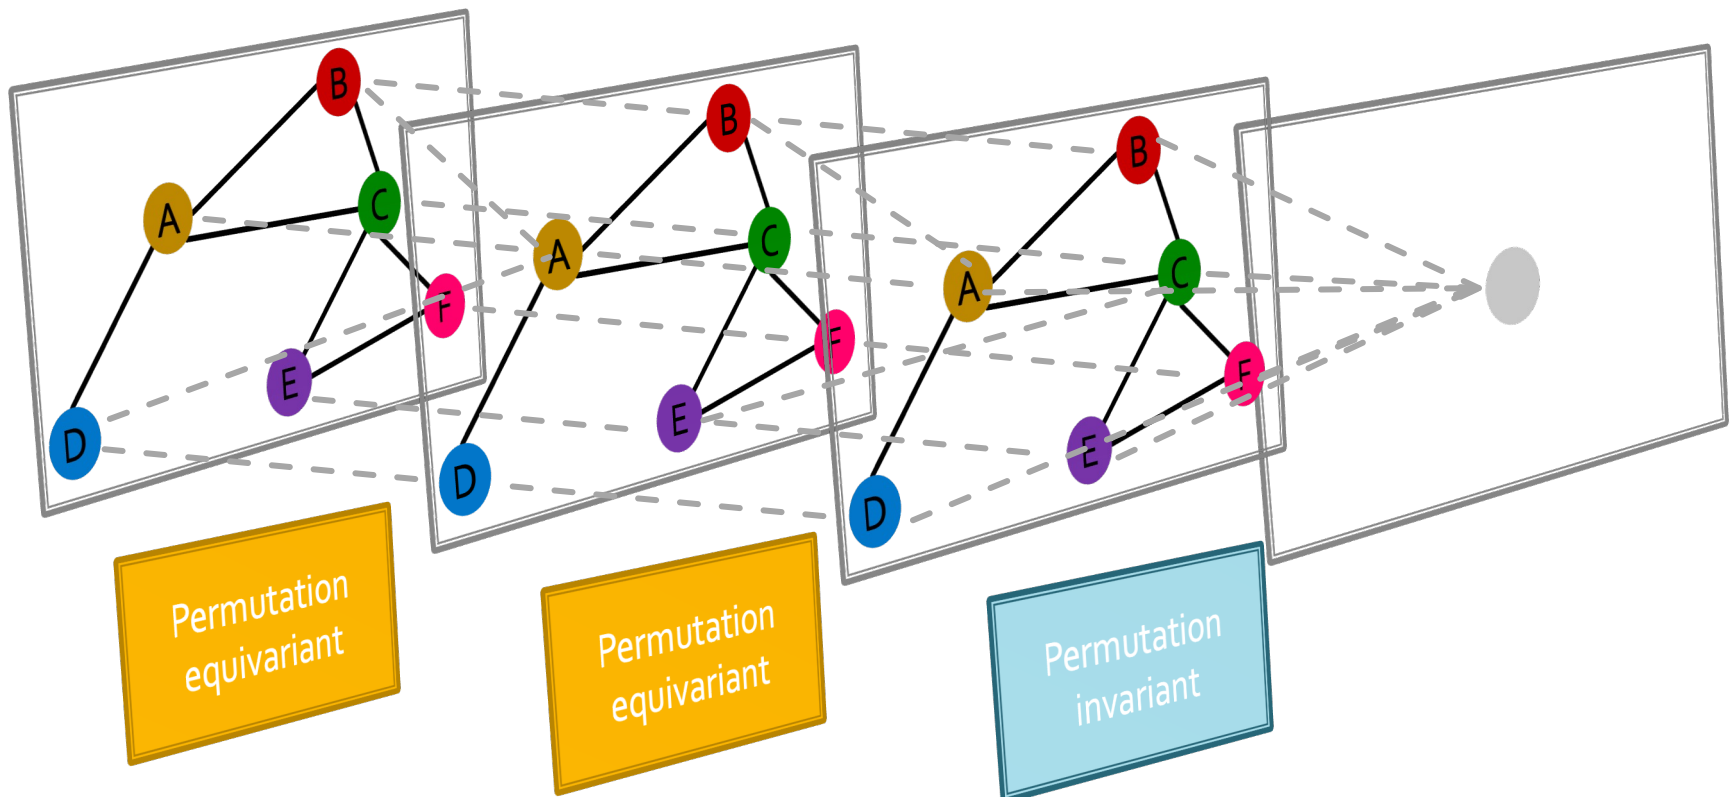 B
A
C
F
E
D
B
A
C
F
E
D
B
A
C
F
E
D
Permutation
equivariant
Permutation
equivariant
Permutation
invariant